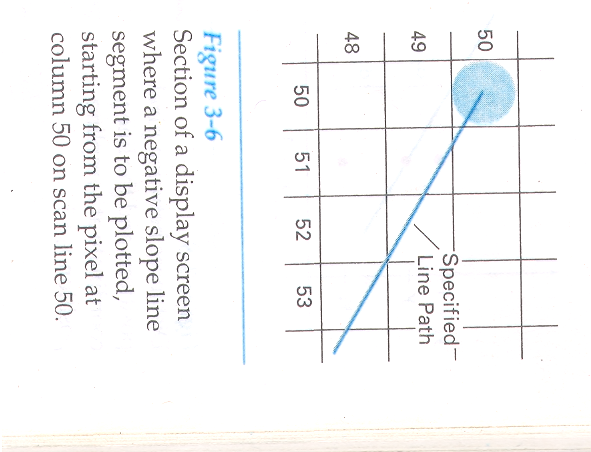 50
49
48
50 51 52 53
Specified
Line Path
Figure 3-6
Section of a display screen
where a negative slope line
segment is to be plotted,
starting from the pixel at
column 50 on scan line 50.